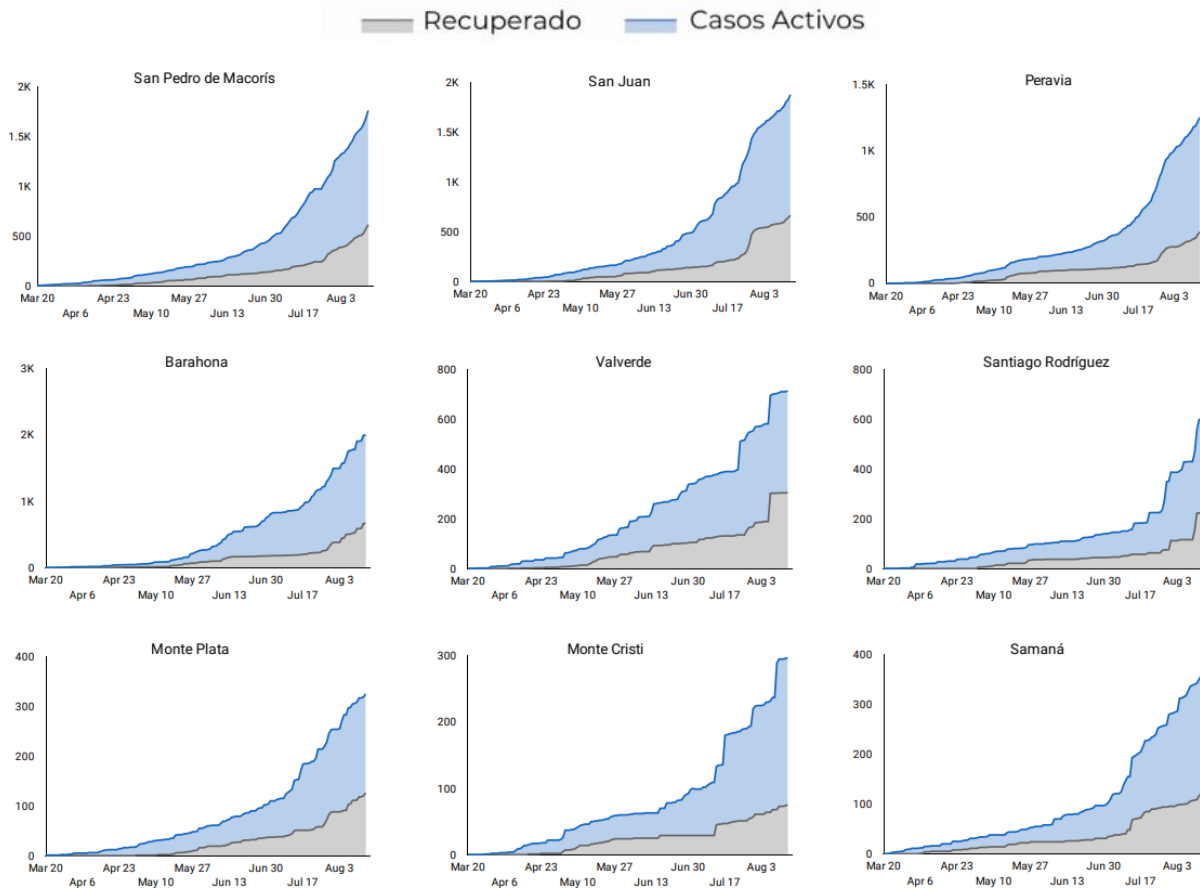 Recuperado Casos Activos
San Pedro de Macorís
2K
1.5K
1K
500
0
Mar 20 Apr 23 May 27 Jun 30 Aug 3
Apr 6 May 10 Jun 13 Jul 17
San Juan
2K
1.5K
1K
500
0
Mar 20 Apr 23 May 27 Jun 30 Aug 3
Apr 6 May 10 Jun 13 Jul 17
Peravia
1.5K
1K
500
0
Mar 20 Apr 23 May 27 Jun 30 Aug 3
Apr 6 May 10 Jun 13 Jul 17
Barahona
3K
2K
1K
0
Mar 20 Apr 23 May 27 Jun 30 Aug 3
Apr 6 May 10 Jun 13 Jul 17
Valverde
800
600
400
200
0
Mar 20 Apr 23 May 27 Jun 30 Aug 3
Apr 6 May 10 Jun 13 Jul 17
Santiago Rodríguez
800
600
400
200
0
Mar 20 Apr 23 May 27 Jun 30 Aug 3
Apr 6 May 10 Jun 13 Jul 17
Monte Plata
400
300
200
100
0
Mar 20 Apr 23 May 27 Jun 30 Aug 3
Apr 6 May 10 Jun 13 Jul 17
Monte Cristi
300
200
100
0
Mar 20 Apr 23 May 27 Jun 30 Aug 3
Apr 6 May 10 Jun 13 Jul 17
Samaná
400
300
200
100
0
Mar 20 Apr 23 May 27 Jun 30 Aug 3
Apr 6 May 10 Jun 13 Jul 17